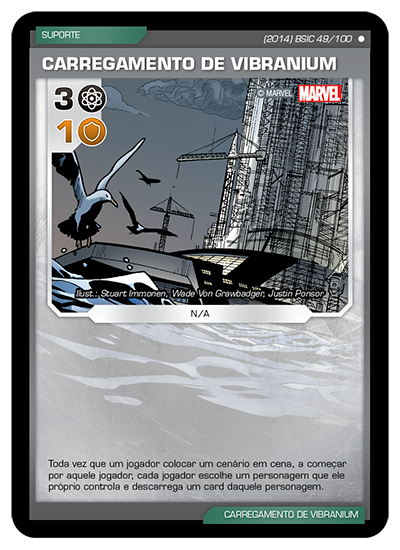 SUPORTE
(2014) BSIC 49/100
CARREGAMENTO DE VIBRANIUM
3
© MARVEL MARVEL
1
Ilust.: Stuart Immonen, Wade Von Grawbadger, Justin Ponsor
N/A
Toda vez que um jogador colocar um cenário em cena, a começar
por aquele jogador, cada jogador escolhe um personagem que ele
próprio controla e descarrega um card daquele personagem.
CARREGAMENTO DE VIBRANIUM